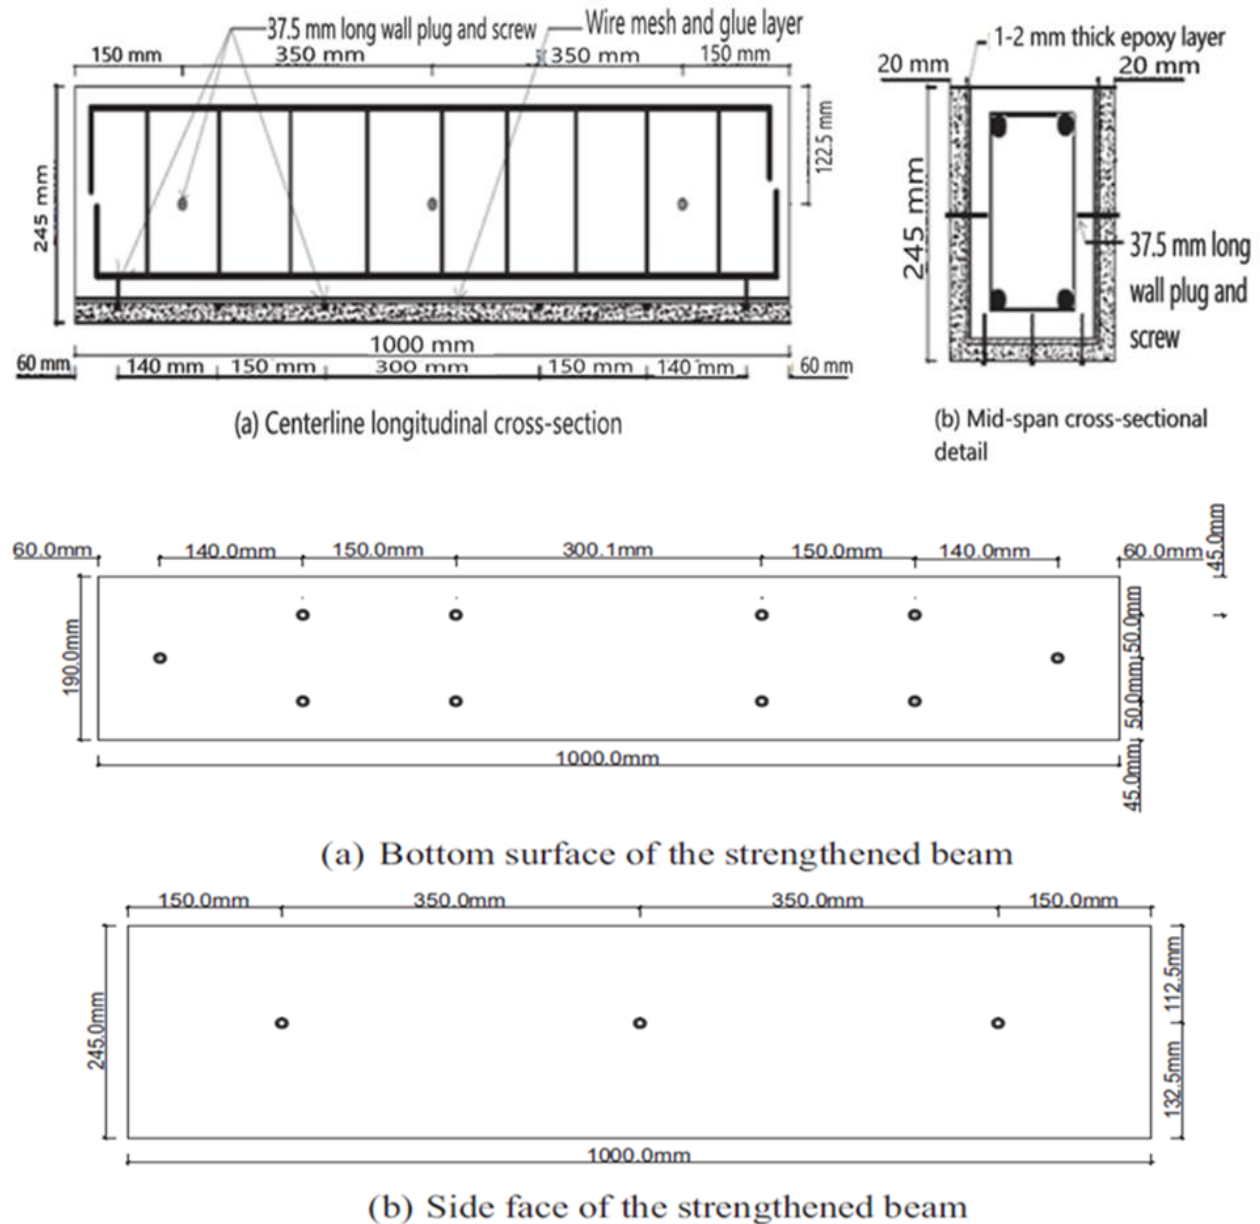 37.5 mm long wall plug and screw
Wire mesh and glue layer
150 mm
350 mm
350 mm
150 mm
245 mm
122.5 mm
1000 mm
60 mm
140 mm
150 mm
300 mm
150 mm
140 mm
60 mm
(a) Centerline longitudinal cross-section
1-2 mm thick epoxy layer
20 mm
20 mm
245 mm
37.5 mm long
wall plug and
screw
(b) Mid-span cross-sectional
detail
60.0mm
140.0mm
150.0mm
300.1mm
150.0mm
140.0mm
60.0mm
45.0mm
190.0mm
50.0mm
50.0mm
45.0mm
1000.0mm
(a) Bottom surface of the strengthened beam
150.0mm
350.0mm
350.0mm
150.0mm
245.0mm
112.5mm
132.5mm
1000.0mm
(b) Side face of the strengthened beam